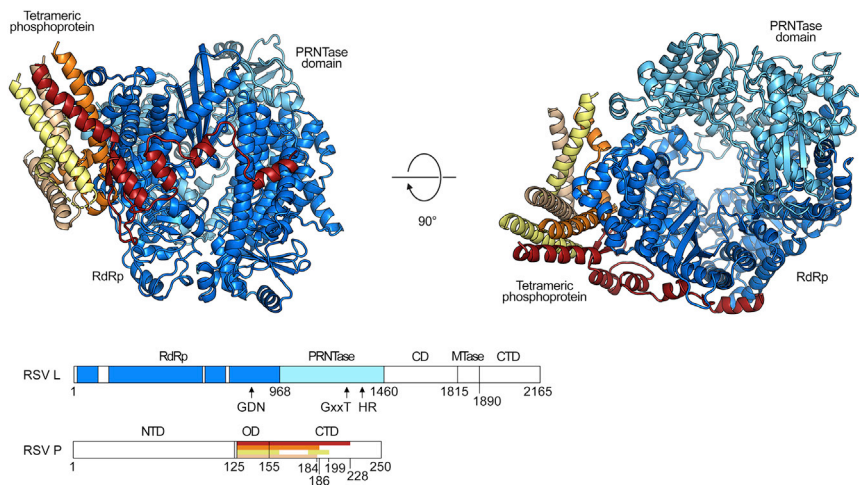 Tetrameric
phosphoprotein
PRNTase
domain
RdRp
90°
PRNTase
domain
Tetrameric
phosphoprotein
RdRp
RdRp PRNTase CD MTase CTD
RSV L
1 968 1460 1815 2165
1890
GDN GxxT HR
NTD OD CTD
RSV P
1 125 155 184 199 250
186 228